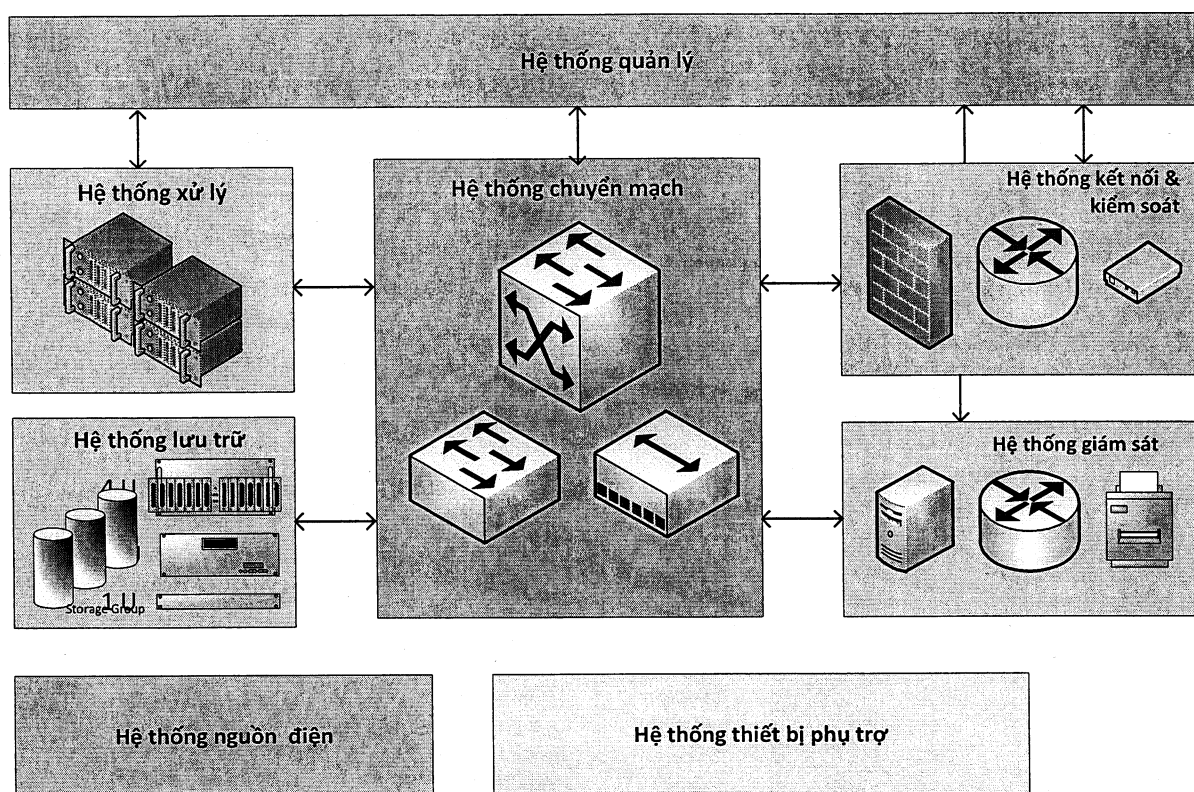 Hệ thống quản lý
Hệ thống xử lý
Hệ thống chuyển mạch
Hệ thống kết nối &
kiểm soát
Hệ thống lưu trữ
4 U
Storage Group
1 U
Hệ thống giám sát
Hệ thống nguồn điện
Hệ thống thiết bị phụ trợ